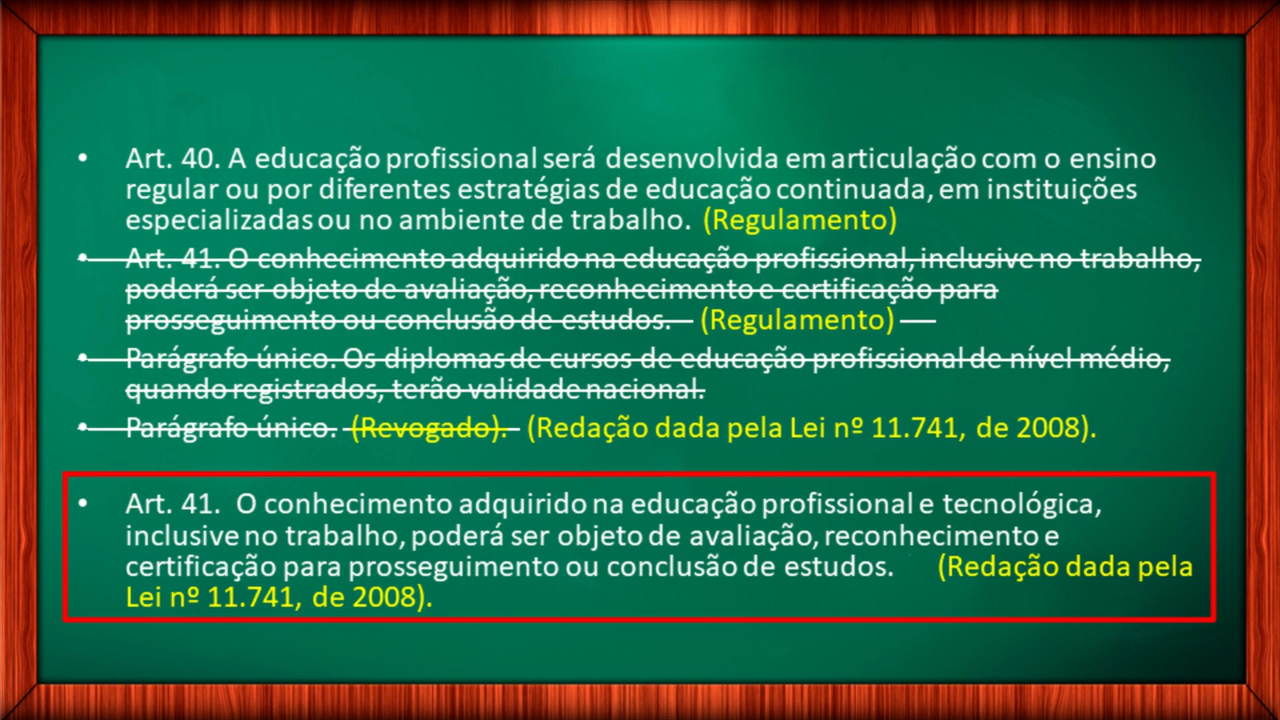 • Art. 40. A educação profissional será desenvolvida em articulação com o ensino
regular ou por diferentes estratégias de educação continuada, em instituições
especializadas ou no ambiente de trabalho. (Regulamento)
• Art. 41. O conhecimento adquirido na educação profissional, inclusive no trabalho,
poderá ser objeto de avaliação, reconhecimento e certificação para
prosseguimento ou conclusão de estudos. (Regulamento)
• Parágrafo único. Os diplomas de cursos de educação profissional de nível médio,
quando registrados, terão validade nacional.
• Parágrafo único. (Revogado). (Redação dada pela Lei nº 11.741, de 2008).
• Art. 41. O conhecimento adquirido na educação profissional e tecnológica,
inclusive no trabalho, poderá ser objeto de avaliação, reconhecimento e
certificação para prosseguimento ou conclusão de estudos. (Redação dada pela
Lei nº 11.741, de 2008).